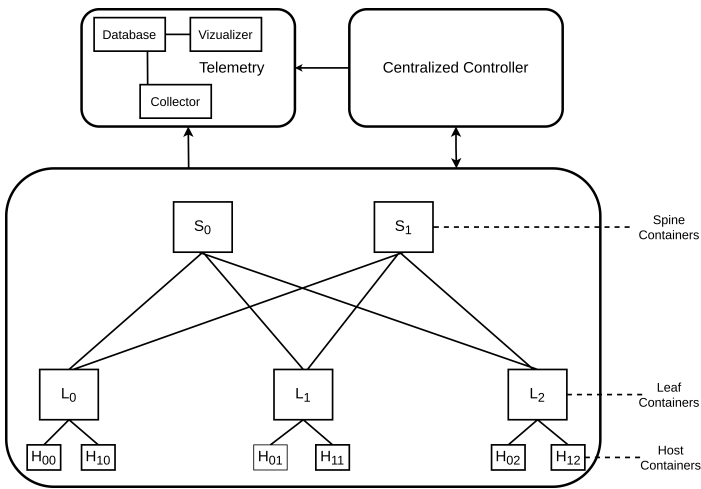 Database
Vizualizer
Telemetry
Centralized Controller
Collector
S0
S1
Spine
Containers
L0
L1
L2
Leaf
Containers
H00
H10
H01
H11
H02
H12
Host
Containers